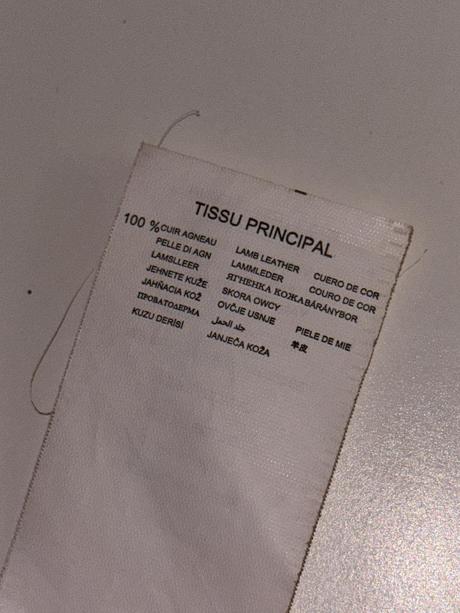 TISSU PRINCIPAL
100 % CUIR AGNEAU LAMB LEATHER CUERO DE COR
PELLE DI AGN LAMMLEDER COURO DE COR
LAMSLLEER ЯГНЕНКА КОЖА BÁRÁNYBOR
JEHNETE KUŽE SKORA OWCY PIELE DE MIE
JAHŇACIA KOŽ OVČJE USNJE 羊皮
ПРОВАТОДЕРМА جلد الحمل
KUZU DERİSİ JANJEĆA KOŽA